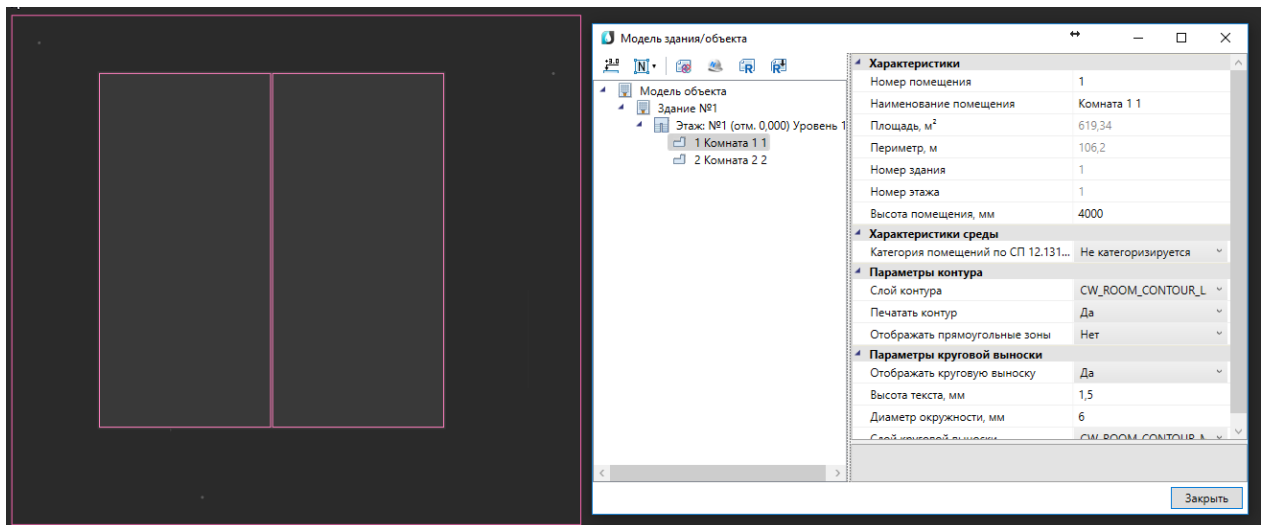 Модель здания/объекта
Модель объекта
Здание №1
Этаж: №1 (отм. 0,000) Уровень 1
1 Комната 1 1
2 Комната 2 2
Характеристики
Номер помещения 1
Наименование помещения Комната 1 1
Площадь, м² 619,34
Периметр, м 106,2
Номер здания 1
Номер этажа 1
Высота помещения, мм 4000
Характеристики среды
Категория помещений по СП 12.131... Не категоризируется
Параметры контура
Слой контура CW_ROOM_CONTOUR_L
Печатать контур Да
Отображать прямоугольные зоны Нет
Параметры круговой выноски
Отображать круговую выноску Да
Высота текста, мм 1,5
Диаметр окружности, мм 6
Слой круговой выноски CW_ROOM_CONTOUR_N
Закрыть